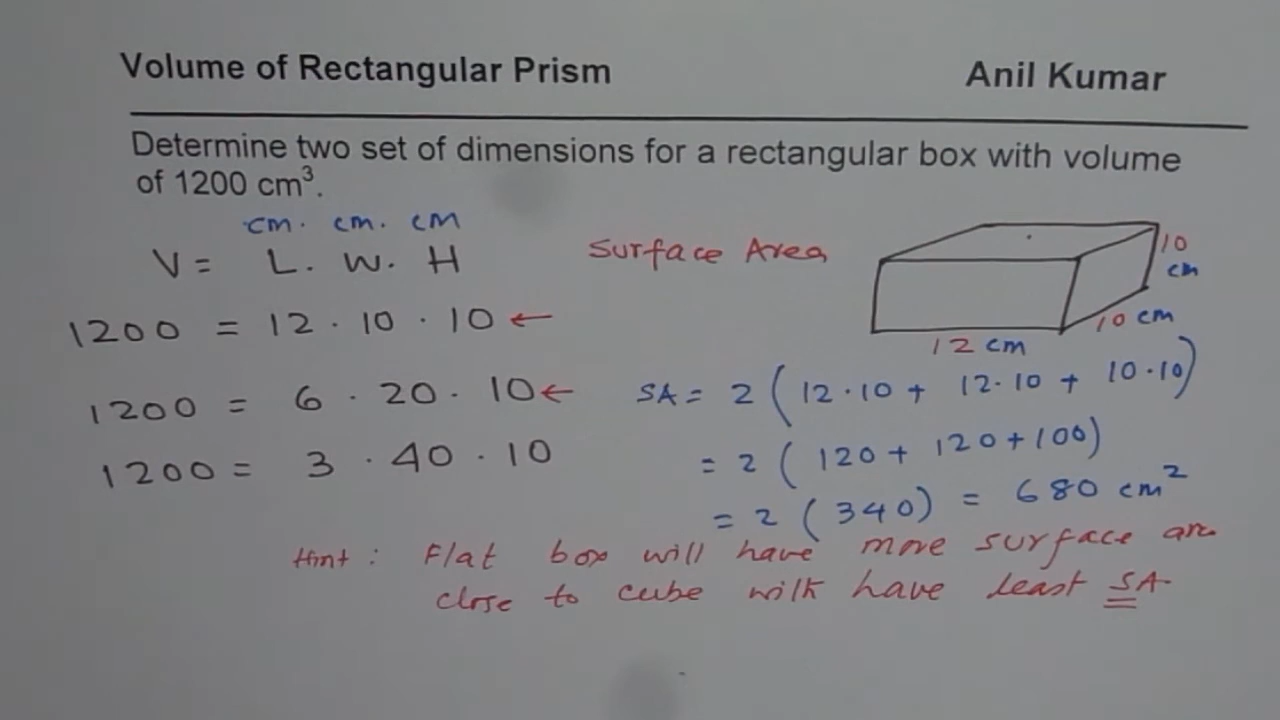 Volume of Rectangular Prism Anil Kumar
Determine two set of dimensions for a rectangular box with volume
of 1200 cm³.
cm. cm. cm
V = L. W. H
1200 = 12 · 10 · 10 ←
1200 = 6 · 20 · 10 ←
1200 = 3 · 40 · 10
Surface Area
10
cm
10 cm
12 cm
SA = 2 ( 12·10 + 12·10 + 10·10)
= 2 ( 120 + 120 + 100)
= 2 ( 340) = 680 cm²
Hint : Flat box will have more surface are
close to cube will have least SA